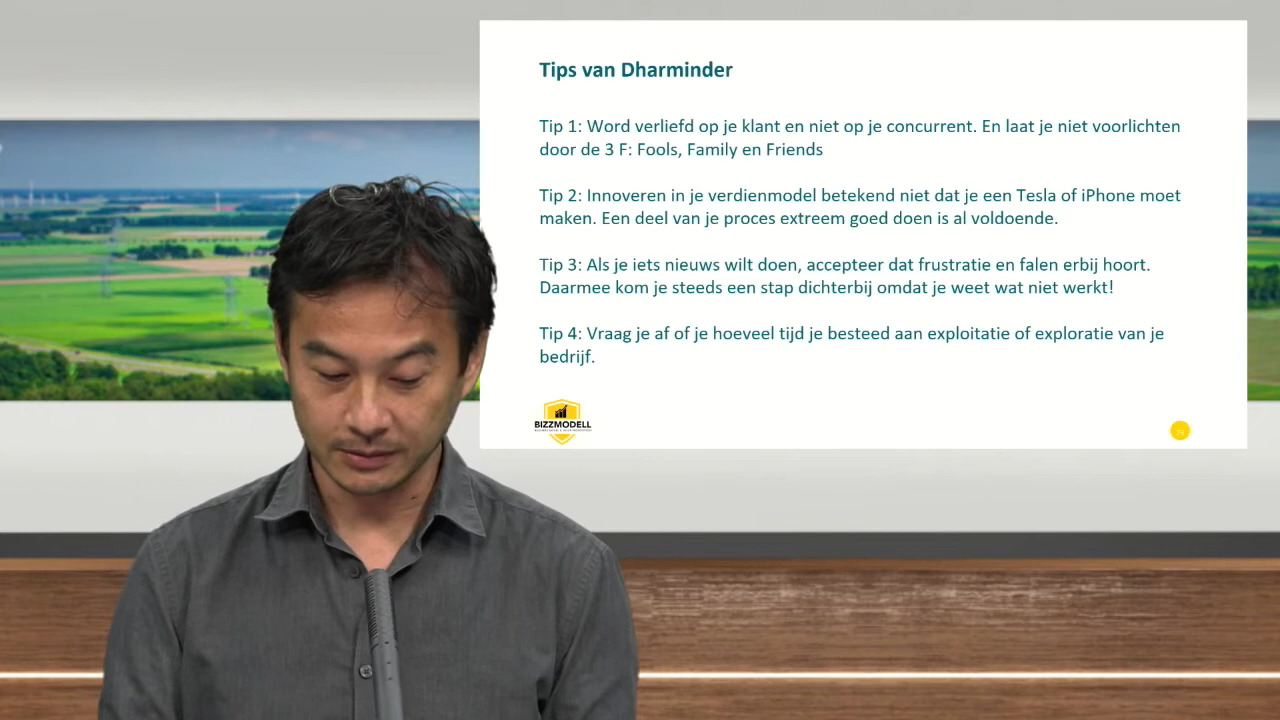 Tips van Dharminder
Tip 1: Word verliefd op je klant en niet op je concurrent. En laat je niet voorlichten
door de 3 F: Fools, Family en Friends
Tip 2: Innoveren in je verdienmodel betekend niet dat je een Tesla of iPhone moet
maken. Een deel van je proces extreem goed doen is al voldoende.
Tip 3: Als je iets nieuws wilt doen, accepteer dat frustratie en falen erbij hoort.
Daarmee kom je steeds een stap dichterbij omdat je weet wat niet werkt!
Tip 4: Vraag je af of je hoeveel tijd je besteed aan exploitatie of exploratie van je
bedrijf.
BIZZMODELL